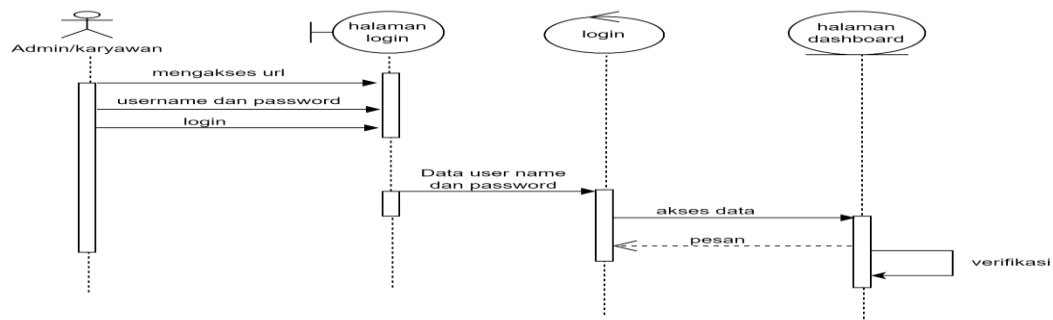 halaman
login
login
halaman
dashboard
Admin/karyawan
mengakses url
username dan password
login
Data user name
dan password
akses data
pesan
verifikasi